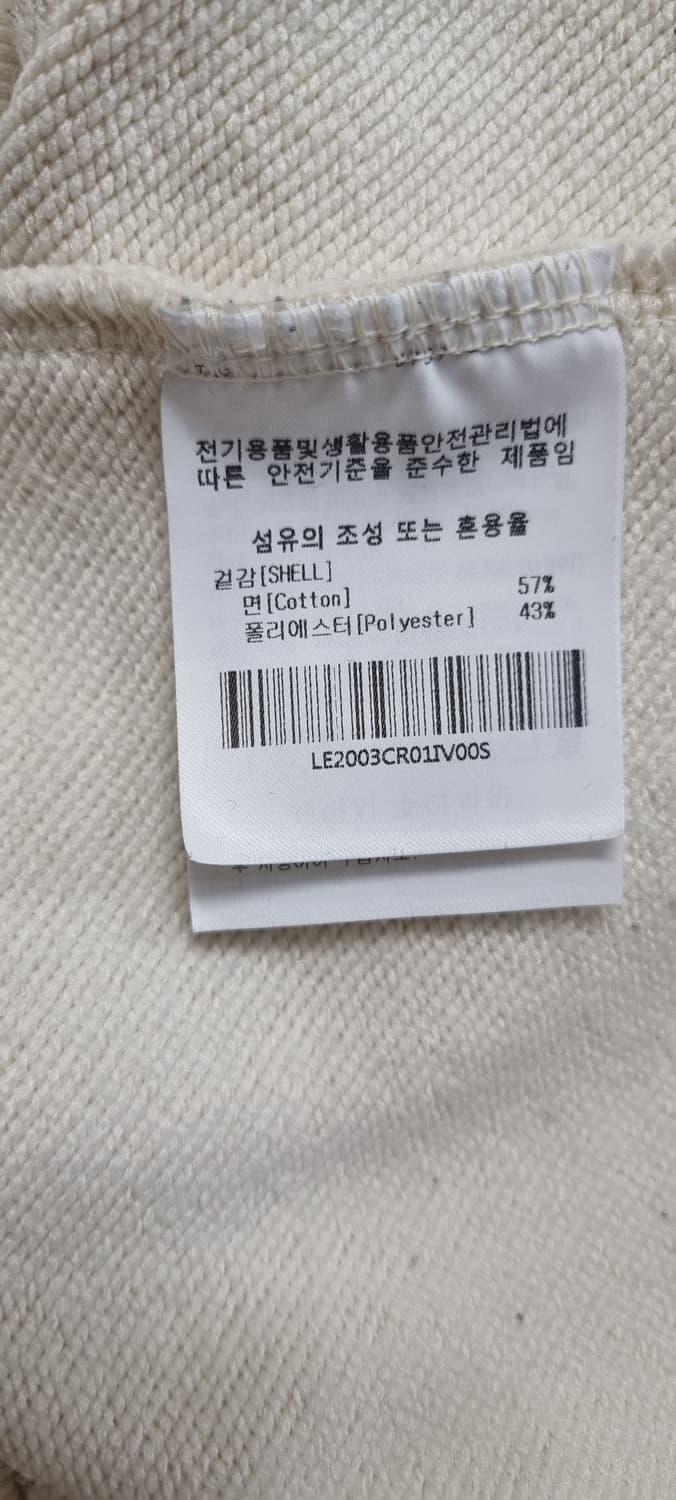 전기용품및생활용품안전관리법에
따른 안전기준을 준수한 제품임
섬유의 조성 또는 혼용율
겉감[SHELL]
면[Cotton] 57%
폴리에스터[Polyester] 43%
LE2003CR01IV00S